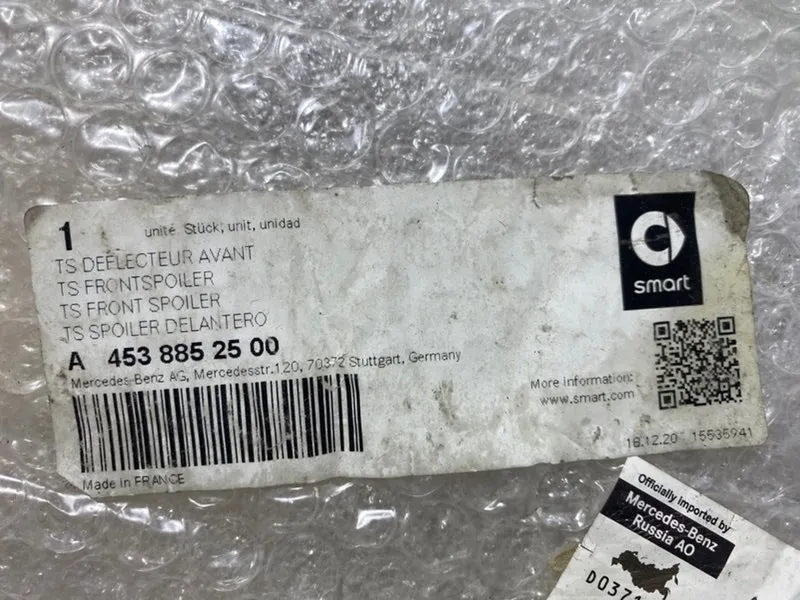 1 unité Stück, unit, unidad
TS DEFLECTEUR AVANT
TS FRONTSPOILER
TS FRONT SPOILER
TS SPOILER DELANTERO
A 453 885 25 00
Mercedes-Benz AG, Mercedesstr.120, 70372 Stuttgart, Germany
Made in FRANCE
smart
More information:
www.smart.com
18.12.20 15535941
Officially imported by
Mercedes-Benz
Russia AO